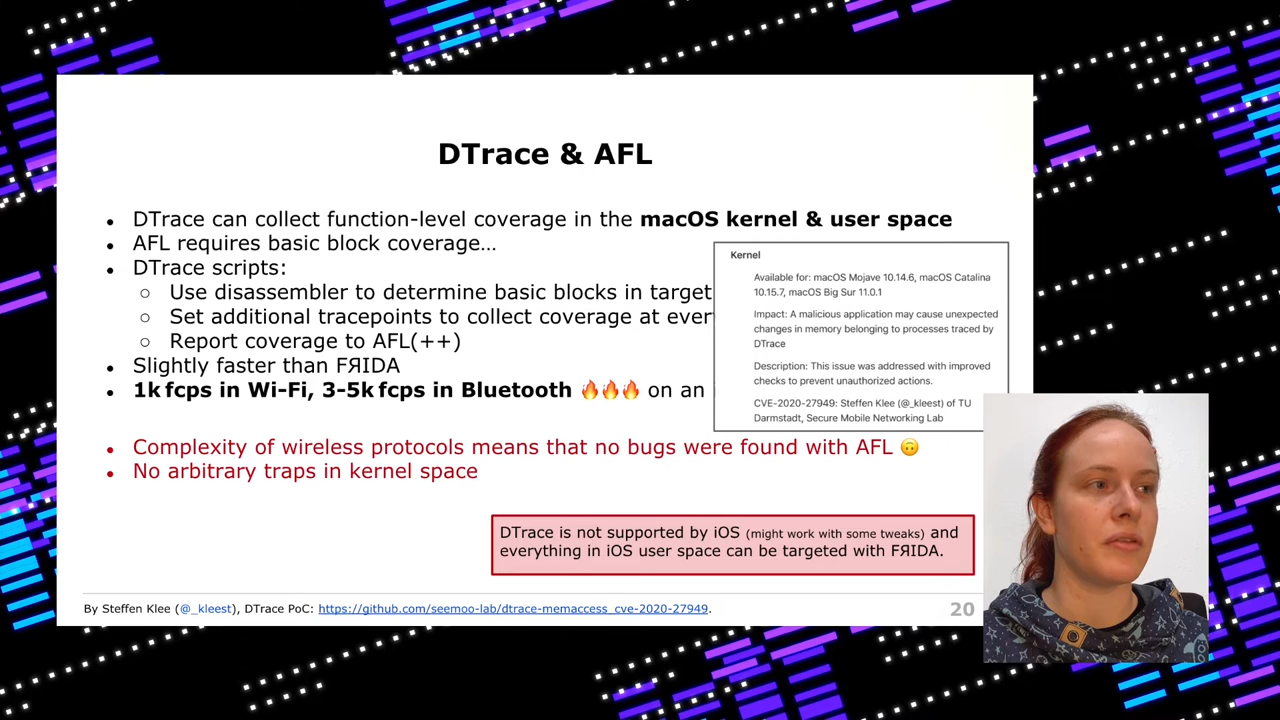 DTrace & AFL
● DTrace can collect function-level coverage in the macOS kernel & user space
● AFL requires basic block coverage…
● DTrace scripts:
○ Use disassembler to determine basic blocks in target
○ Set additional tracepoints to collect coverage at
○ Report coverage to AFL(++)
● Slightly faster than FЯIDA
● 1k fcps in Wi-Fi, 3-5k fcps in Bluetooth 🔥🔥🔥 on an
Kernel
Available for: macOS Mojave 10.14.6, macOS Catalina
10.15.7, macOS Big Sur 11.0.1
Impact: A malicious application may cause unexpected
changes in memory belonging to processes traced by
DTrace
Description: This issue was addressed with improved
checks to prevent unauthorized actions.
CVE-2020-27949: Steffen Klee (@_kleest) of TU
Darmstadt, Secure Mobile Networking Lab
● Complexity of wireless protocols means that no bugs were found with AFL 🙃
● No arbitrary traps in kernel space
DTrace is not supported by iOS (might work with some tweaks) and
everything in iOS user space can be targeted with FЯIDA.
By Steffen Klee (@_kleest), DTrace PoC: https://github.com/seemoo-lab/dtrace-memaccess_cve-2020-27949.
20